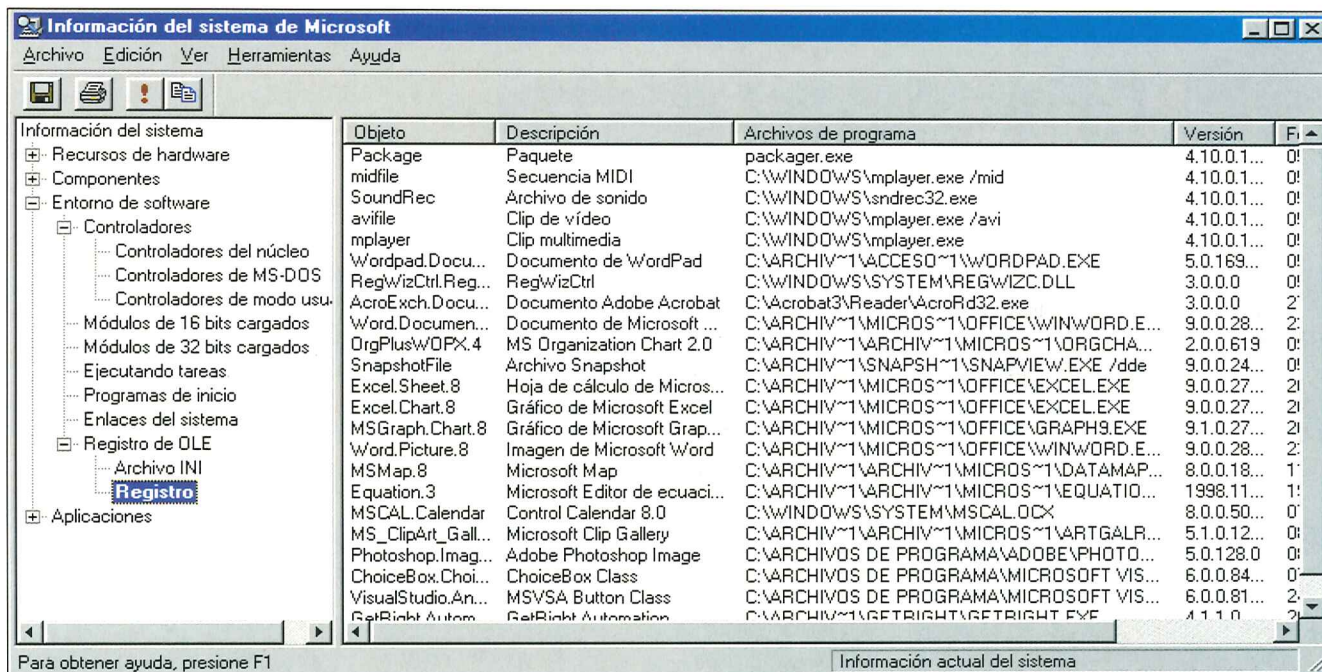 Información del sistema de Microsoft
Archivo Edición Ver Herramientas Ayuda
Información del sistema
Recursos de hardware
Componentes
Entorno de software
Controladores
Controladores del núcleo
Controladores de MS-DOS
Controladores de modo usu
Módulos de 16 bits cargados
Módulos de 32 bits cargados
Ejecutando tareas
Programas de inicio
Enlaces del sistema
Registro de OLE
Archivo INI
Registro
Aplicaciones
Objeto Descripción Archivos de programa Versión
Package Paquete packager.exe 4.10.0.1...
midfile Secuencia MIDI C:\WINDOWS\mplayer.exe /mid 4.10.0.1...
SoundRec Archivo de sonido C:\WINDOWS\sndrec32.exe 4.10.0.1...
avifile Clip de vídeo C:\WINDOWS\mplayer.exe /avi 4.10.0.1...
mplayer Clip multimedia C:\WINDOWS\mplayer.exe 4.10.0.1...
Wordpad.Docu... Documento de WordPad C:\ARCHIV~1\ACCESO~1\WORDPAD.EXE 5.0.169...
RegWizCtrl.Reg... RegWizCtrl C:\WINDOWS\SYSTEM\REGWIZC.DLL 3.0.0.0
AcroExch.Docu... Documento Adobe Acrobat C:\Acrobat3\Reader\AcroRd32.exe 3.0.0.0
Word.Documen... Documento de Microsoft ... C:\ARCHIV~1\MICROS~1\OFFICE\WINWORD.E... 9.0.0.28...
OrgPlusWOPX.4 MS Organization Chart 2.0 C:\ARCHIV~1\ARCHIV~1\MICROS~1\ORGCHA... 2.0.0.619
SnapshotFile Archivo Snapshot C:\ARCHIV~1\SNAPSH~1\SNAPVIEW.EXE /dde 9.0.0.24...
Excel.Sheet.8 Hoja de cálculo de Micros... C:\ARCHIV~1\MICROS~1\OFFICE\EXCEL.EXE 9.0.0.27...
Excel.Chart.8 Gráfico de Microsoft Excel C:\ARCHIV~1\MICROS~1\OFFICE\EXCEL.EXE 9.0.0.27...
MSGraph.Chart.8 Gráfico de Microsoft Grap... C:\ARCHIV~1\MICROS~1\OFFICE\GRAPH9.EXE 9.1.0.27...
Word.Picture.8 Imagen de Microsoft Word C:\ARCHIV~1\MICROS~1\OFFICE\WINWORD.E... 9.0.0.28...
MSMap.8 Microsoft Map C:\ARCHIV~1\ARCHIV~1\MICROS~1\DATAMAP... 8.0.0.18...
Equation.3 Microsoft Editor de ecuaci... C:\ARCHIV~1\ARCHIV~1\MICROS~1\EQUATIO... 1998.11...
MSCAL.Calendar Control Calendar 8.0 C:\WINDOWS\SYSTEM\MSCAL.OCX 8.0.0.50...
MS_ClipArt_Gall... Microsoft Clip Gallery C:\ARCHIV~1\ARCHIV~1\MICROS~1\ARTGALR... 5.1.0.12...
Photoshop.Imag... Adobe Photoshop Image C:\ARCHIVOS DE PROGRAMA\ADOBE\PHOTO... 5.0.128.0
ChoiceBox.Choi... ChoiceBox Class C:\ARCHIVOS DE PROGRAMA\MICROSOFT VIS... 6.0.0.84...
VisualStudio.An... MSVSA Button Class C:\ARCHIVOS DE PROGRAMA\MICROSOFT VIS... 6.0.0.81...
GetRight.Autom... GetRight Automation C:\ARCHIV~1\GETRIGHT\GETRIGHT.EXE 4.1.1.0
Para obtener ayuda, presione F1
Información actual del sistema